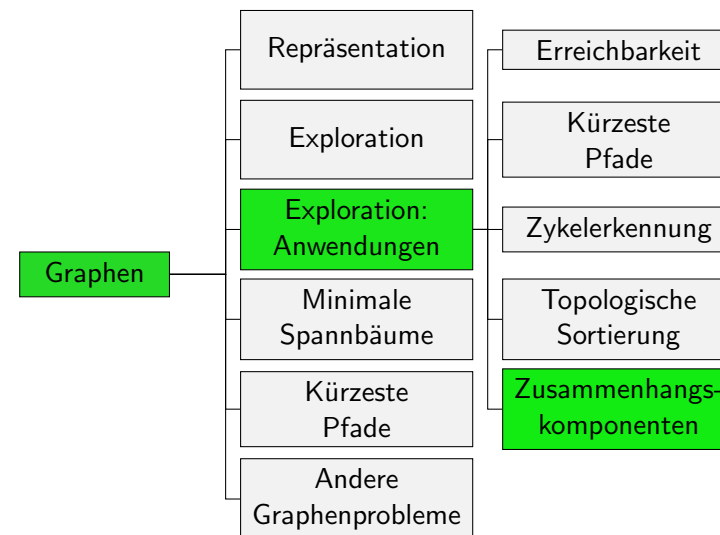 Graphen
Repräsentation
Exploration
Exploration:
Anwendungen
Minimale
Spannbäume
Kürzeste
Pfade
Andere
Graphenprobleme
Erreichbarkeit
Kürzeste
Pfade
Zykelerkennung
Topologische
Sortierung
Zusammenhangs-
komponenten